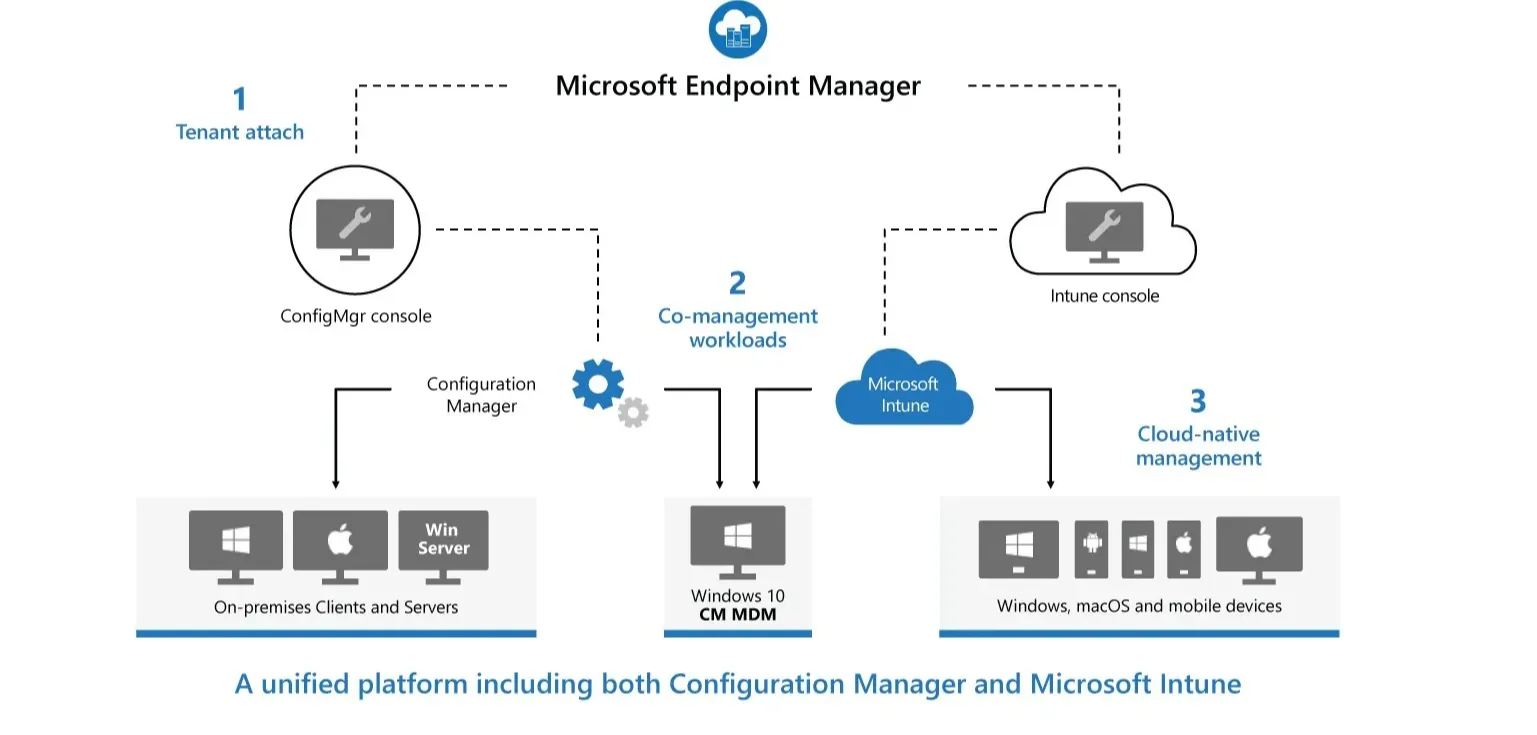 Microsoft Endpoint Manager
1
Tenant attach
ConfigMgr console
Intune console
2
Co-management
workloads
Configuration
Manager
Microsoft
Intune
3
Cloud-native
management
Win
Server
On-premises Clients and Servers
Windows 10
CM MDM
Windows, macOS and mobile devices
A unified platform including both Configuration Manager and Microsoft Intune